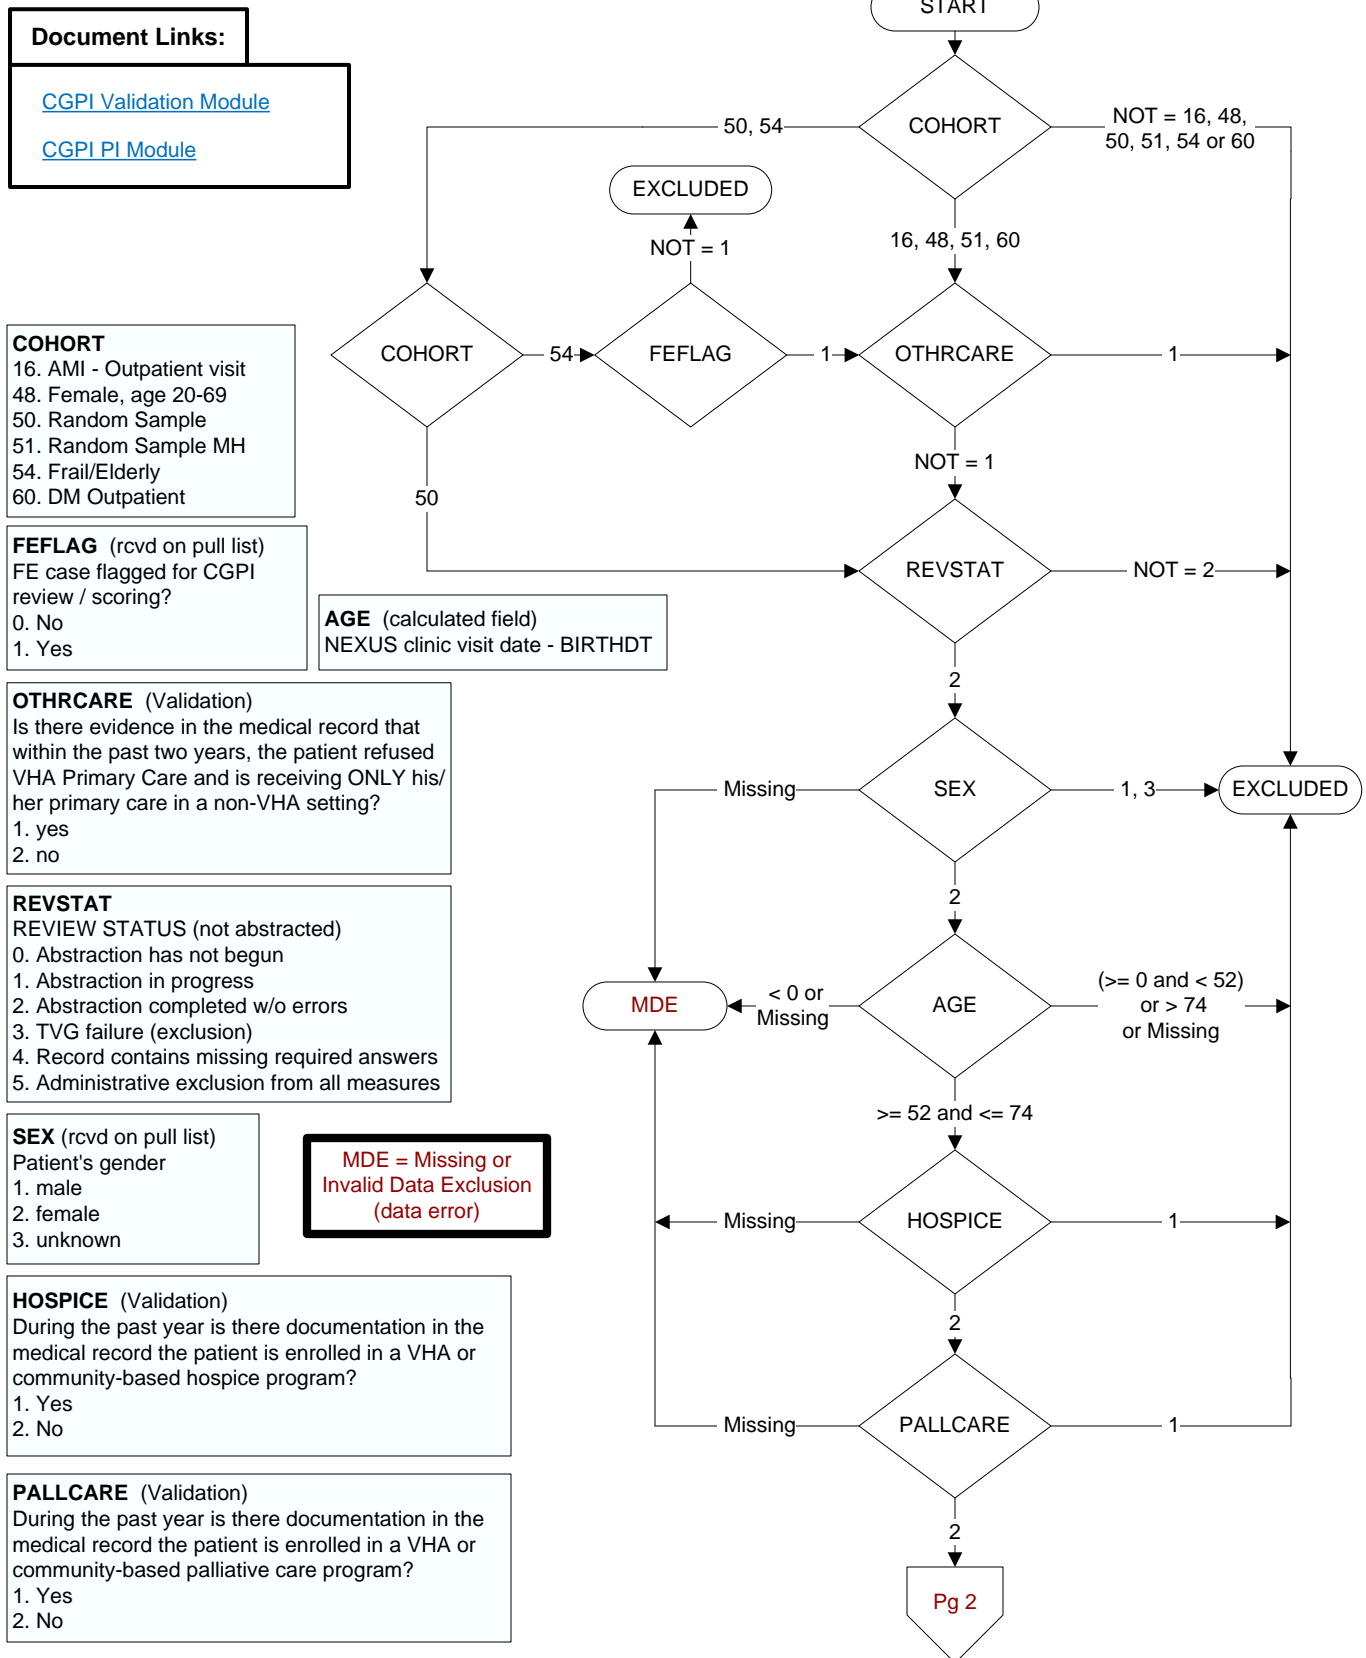 START
Document Links:
CGPI Validation Module
CGPI PI Module
COHORT
50, 54
NOT = 16, 48,
50, 51, 54 or 60
EXCLUDED
NOT = 1
16, 48, 51, 60
COHORT
54
FEFLAG
1
OTHRCARE
1
NOT = 1
50
REVSTAT
NOT = 2
2
SEX
Missing
1, 3
EXCLUDED
2
AGE
MDE
< 0 or
Missing
(>= 0 and < 52)
or > 74
or Missing
>= 52 and <= 74
HOSPICE
Missing
1
2
PALLCARE
Missing
1
2
Pg 2
COHORT
16. AMI - Outpatient visit
48. Female, age 20-69
50. Random Sample
51. Random Sample MH
54. Frail/Elderly
60. DM Outpatient
FEFLAG (rcvd on pull list)
FE case flagged for CGPI
review / scoring?
0. No
1. Yes
AGE (calculated field)
NEXUS clinic visit date - BIRTHDT
OTHRCARE (Validation)
Is there evidence in the medical record that
within the past two years, the patient refused
VHA Primary Care and is receiving ONLY his/
her primary care in a non-VHA setting?
1. yes
2. no
REVSTAT
REVIEW STATUS (not abstracted)
0. Abstraction has not begun
1. Abstraction in progress
2. Abstraction completed w/o errors
3. TVG failure (exclusion)
4. Record contains missing required answers
5. Administrative exclusion from all measures
SEX (rcvd on pull list)
Patient's gender
1. male
2. female
3. unknown
MDE = Missing or
Invalid Data Exclusion
(data error)
HOSPICE (Validation)
During the past year is there documentation in the
medical record the patient is enrolled in a VHA or
community-based hospice program?
1. Yes
2. No
PALLCARE (Validation)
During the past year is there documentation in the
medical record the patient is enrolled in a VHA or
community-based palliative care program?
1. Yes
2. No